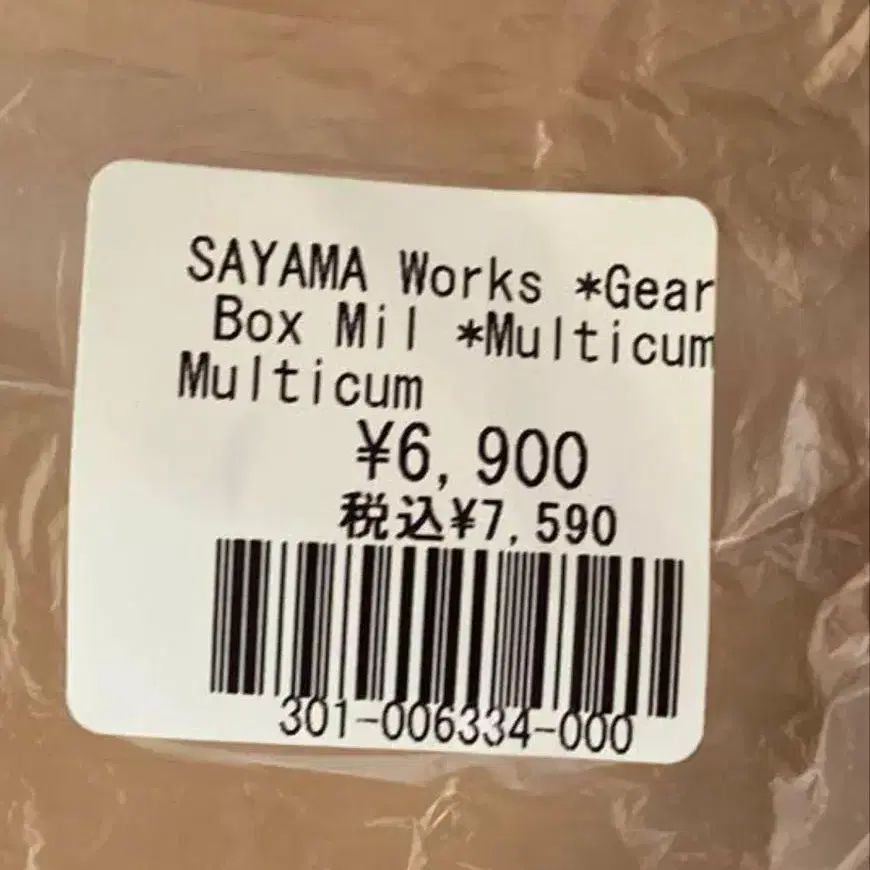 SAYAMA Works *Gear
Box Mil *Multicum
Multicum
¥6,900
税込¥7,590
301-006334-000